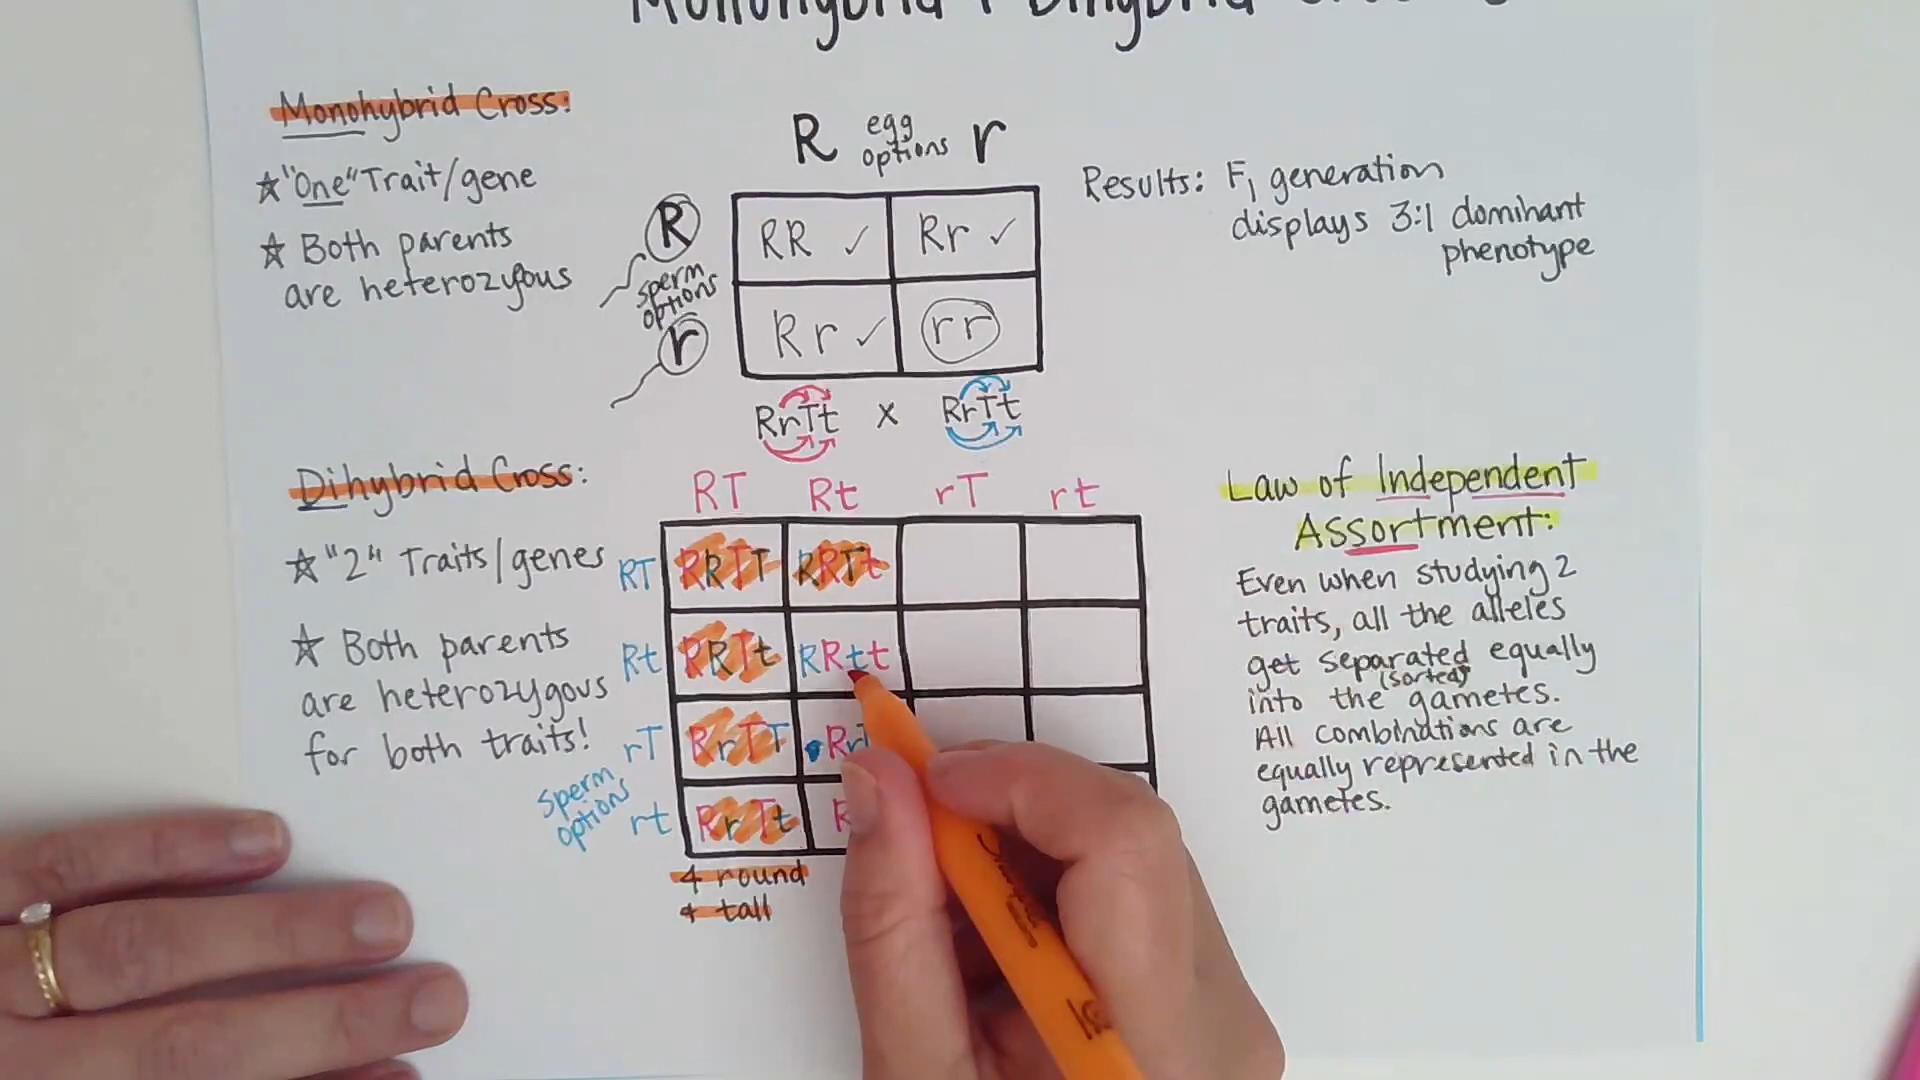 Monohybrid + Dihybrid
Monohybrid Cross:
"One" Trait/gene
Both parents
are heterozygous
R egg options r
R
sperm
options
r
RR ✓ Rr ✓
Rr ✓ rr
Results: F1 generation
displays 3:1 dominant
phenotype
RrTt x RrTt
Dihybrid Cross:
"2" Traits/genes
Both parents
are heterozygous
for both traits!
sperm
options
RT Rt rT rt
RT RRTT RRTt
Rt RRTt RRtt
rT RrTT
rt RrTt
4 round
4 tall
Law of Independent
Assortment:
Even when studying 2
traits, all the alleles
get separated equally
(sorted)
into the gametes.
All combinations are
equally represented in the
gametes.
Sharpie